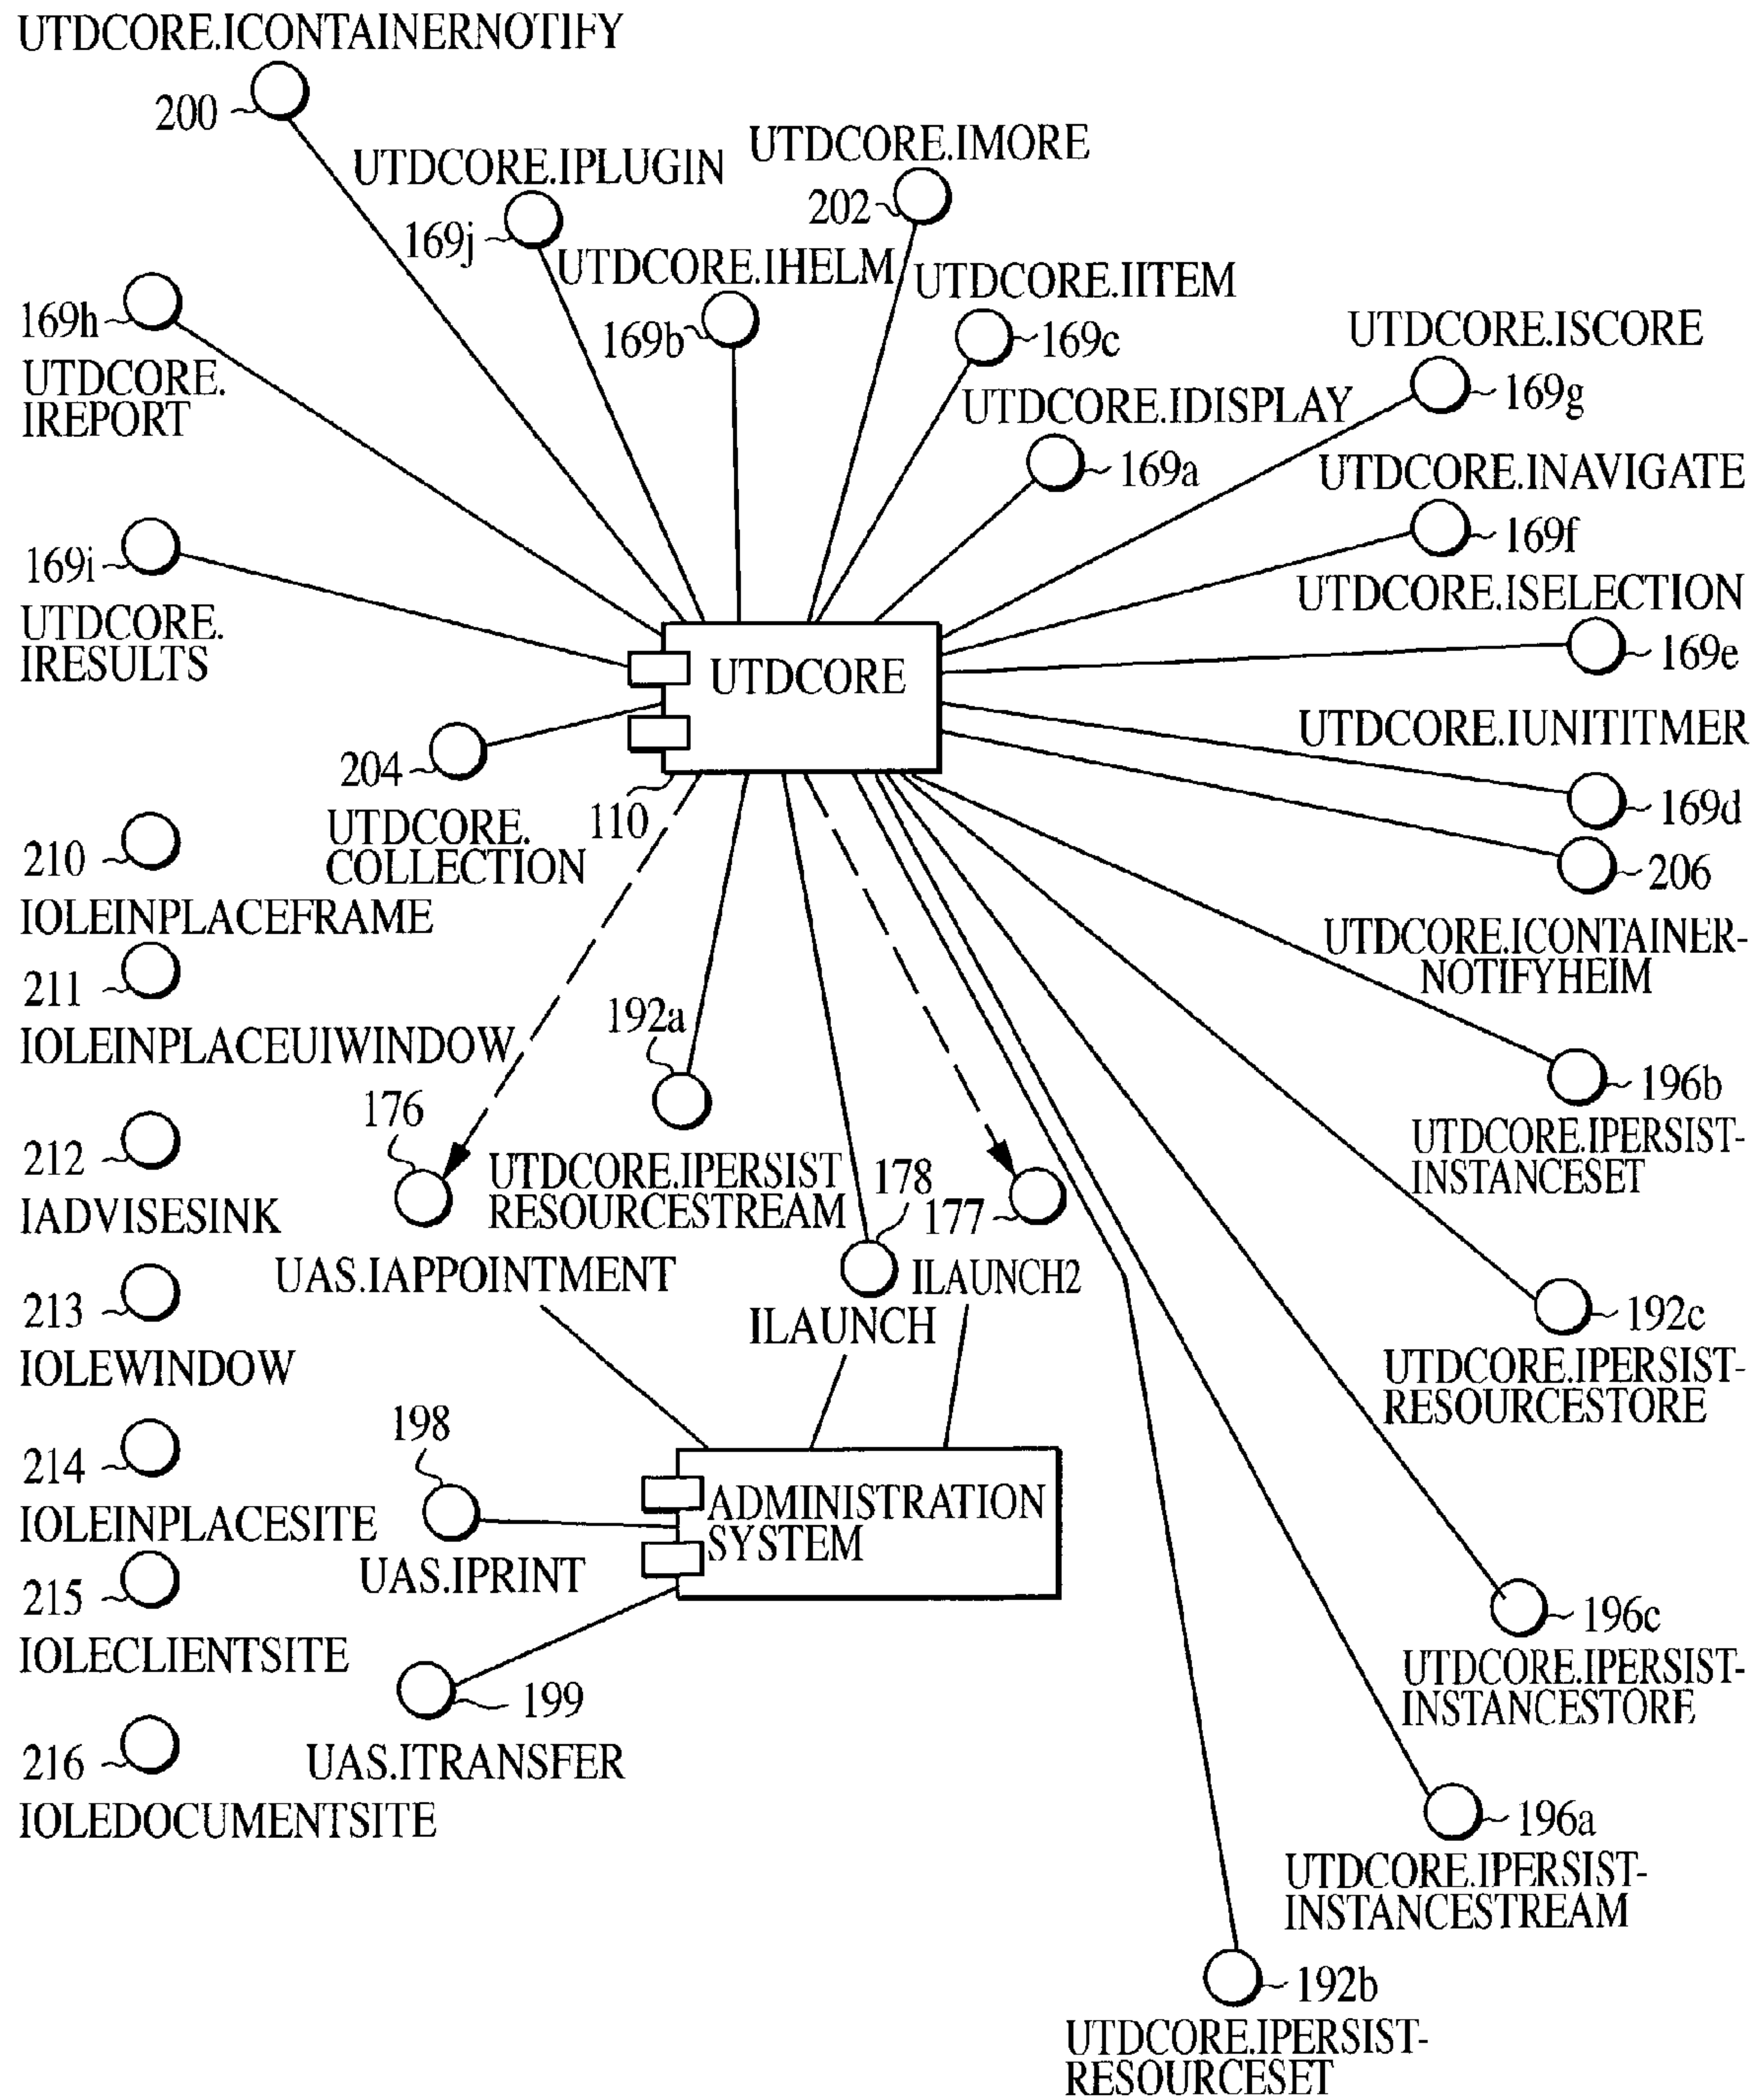 UTDCORE.ICONTAINERNOTIFY
200
UTDCORE.IPLUGIN
169j
UTDCORE.IMORE
202
UTDCORE.IHELM
169b
UTDCORE.IITEM
169c
169h
UTDCORE.
IREPORT
UTDCORE.ISCORE
169g
UTDCORE.IDISPLAY
169a
UTDCORE.INAVIGATE
169f
169i
UTDCORE.
IRESULTS
UTDCORE.ISELECTION
169e
UTDCORE
UTDCORE.IUNITITMER
169d
204
UTDCORE.
COLLECTION
110
206
UTDCORE.ICONTAINER-
NOTIFYHEIM
210
IOLEINPLACEFRAME
211
IOLEINPLACEUIWINDOW
192a
UTDCORE.IPERSIST
RESOURCESTREAM
196b
UTDCORE.IPERSIST-
INSTANCESET
176
UAS.IAPPOINTMENT
212
IADVISESINK
178
ILAUNCH
177
ILAUNCH2
213
IOLEWINDOW
192c
UTDCORE.IPERSIST-
RESOURCESTORE
198
UAS.IPRINT
214
IOLEINPLACESITE
ADMINISTRATION
SYSTEM
215
IOLECLIENTSITE
196c
UTDCORE.IPERSIST-
INSTANCESTORE
199
UAS.ITRANSFER
216
IOLEDOCUMENTSITE
196a
UTDCORE.IPERSIST-
INSTANCESTREAM
192b
UTDCORE.IPERSIST-
RESOURCESET